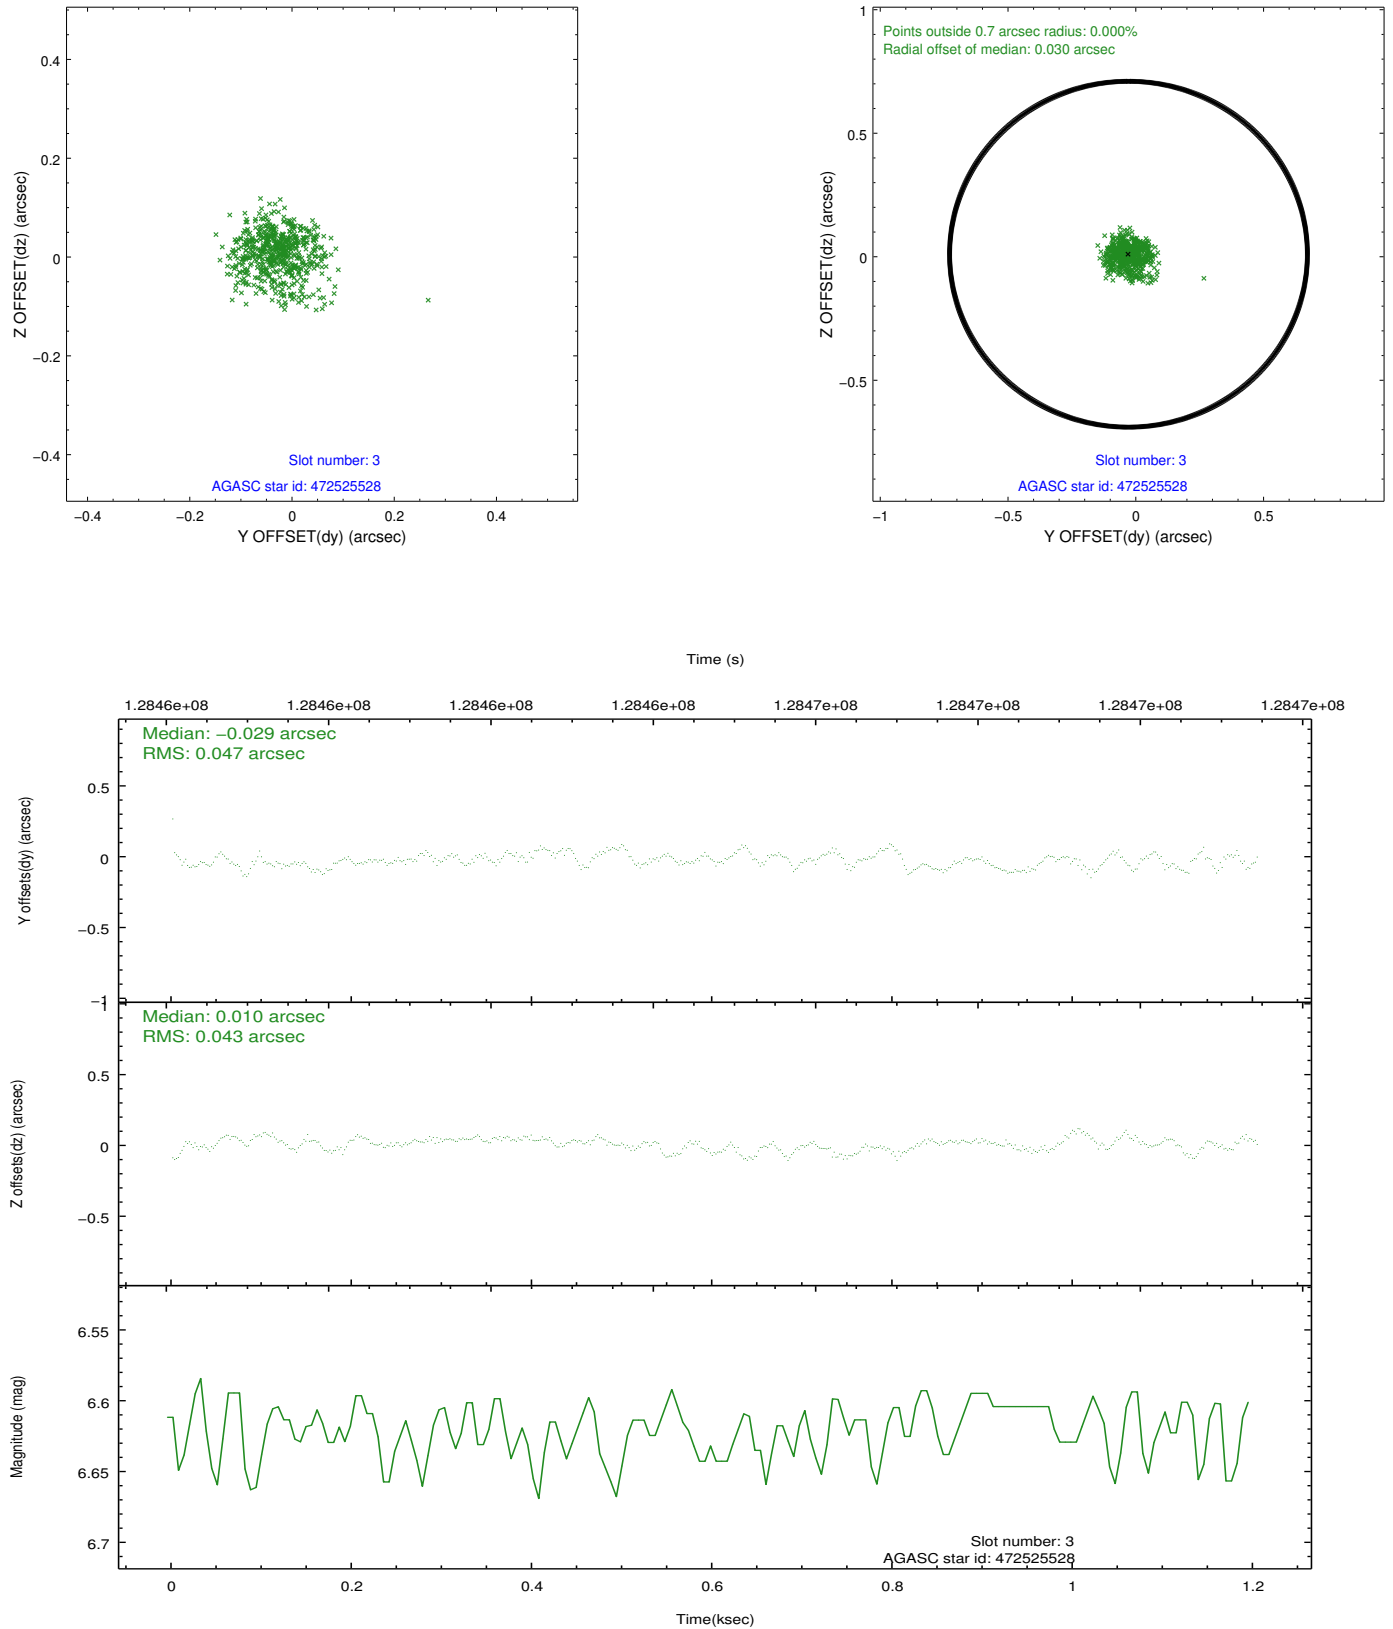 0.4
0.2
0
−0.2
−0.4
Z OFFSET(dz) (arcsec)
Slot number: 3
AGASC star id: 472525528
−0.4 −0.2 0 0.2 0.4
Y OFFSET(dy) (arcsec)
Points outside 0.7 arcsec radius: 0.000%
Radial offset of median: 0.030 arcsec
1
0.5
0
−0.5
Z OFFSET(dz) (arcsec)
Slot number: 3
AGASC star id: 472525528
−1 −0.5 0 0.5
Y OFFSET(dy) (arcsec)
Time (s)
1.2846e+08 1.2846e+08 1.2846e+08 1.2846e+08 1.2847e+08 1.2847e+08 1.2847e+08 1.2847e+08
Median: −0.029 arcsec
RMS: 0.047 arcsec
0.5
0
−0.5
−1
Y offsets(dy) (arcsec)
1
Median: 0.010 arcsec
RMS: 0.043 arcsec
0.5
0
−0.5
Z offsets(dz) (arcsec)
6.55
6.6
6.65
6.7
Magnitude (mag)
Slot number: 3
AGASC star id: 472525528
0 0.2 0.4 0.6 0.8 1 1.2
Time(ksec)